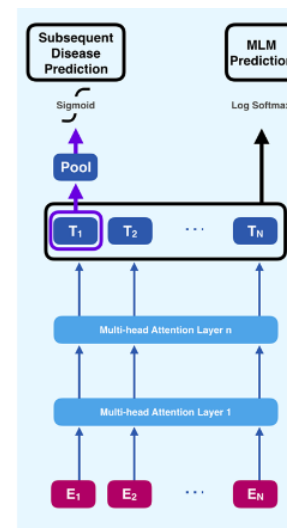 Subsequent
Disease
Prediction
MLM
Prediction
Sigmoid
Log Softmax
Pool
T1
T2
...
TN
Multi-head Attention Layer n
Multi-head Attention Layer 1
E1
E2
...
EN